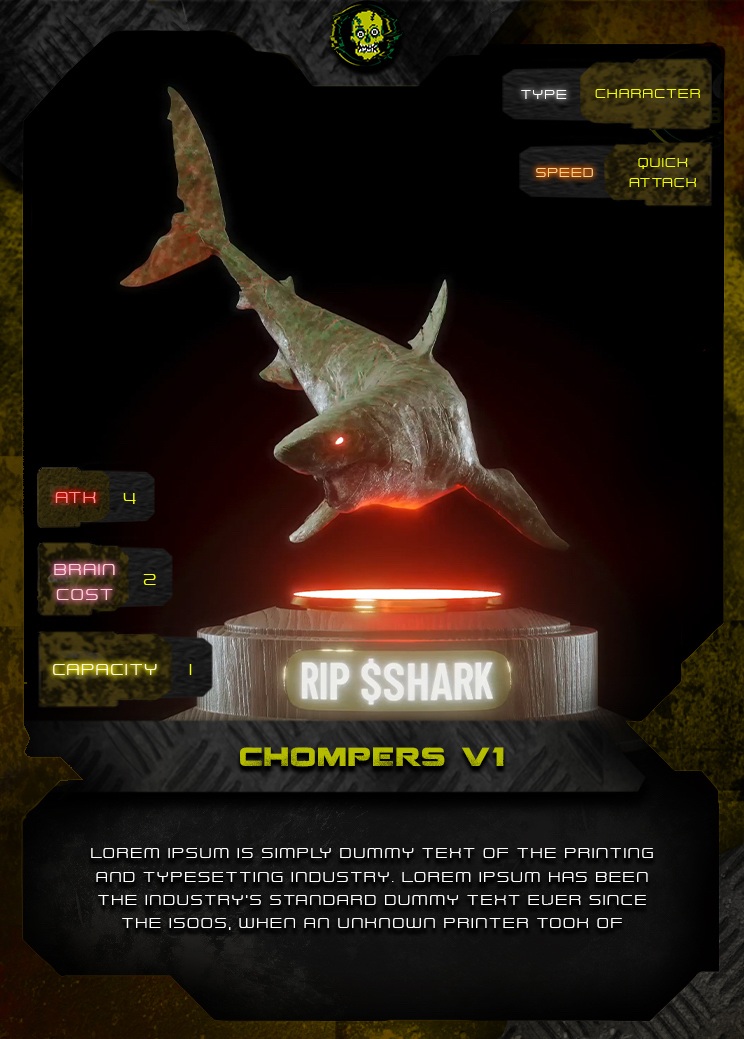 TYPE CHARACTER
SPEED QUICK
ATTACK
ATK 4
BRAIN
COST 2
CAPACITY 1
RIP $SHARK
CHOMPERS V1
LOREM IPSUM IS SIMPLY DUMMY TEXT OF THE PRINTING
AND TYPESETTING INDUSTRY. LOREM IPSUM HAS BEEN
THE INDUSTRY'S STANDARD DUMMY TEXT EVER SINCE
THE 1500S, WHEN AN UNKNOWN PRINTER TOOK OF